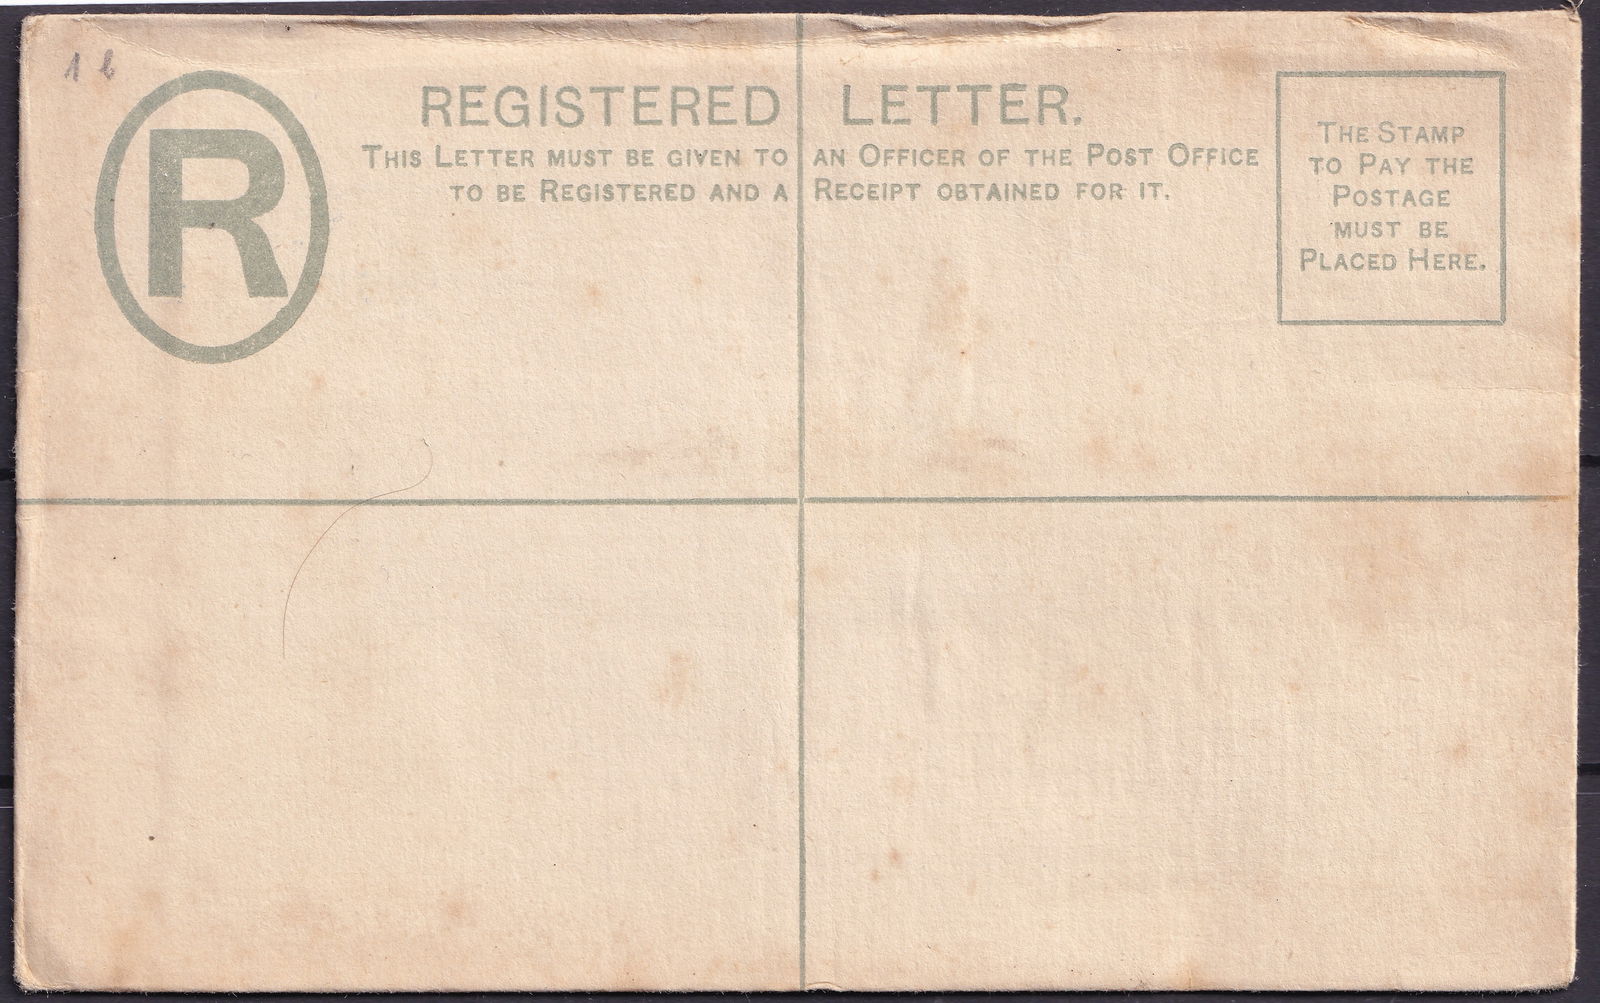 1 b
R
REGISTERED LETTER.
THIS LETTER MUST BE GIVEN TO AN OFFICER OF THE POST OFFICE
TO BE REGISTERED AND A RECEIPT OBTAINED FOR IT.
THE STAMP
TO PAY THE
POSTAGE
MUST BE
PLACED HERE.